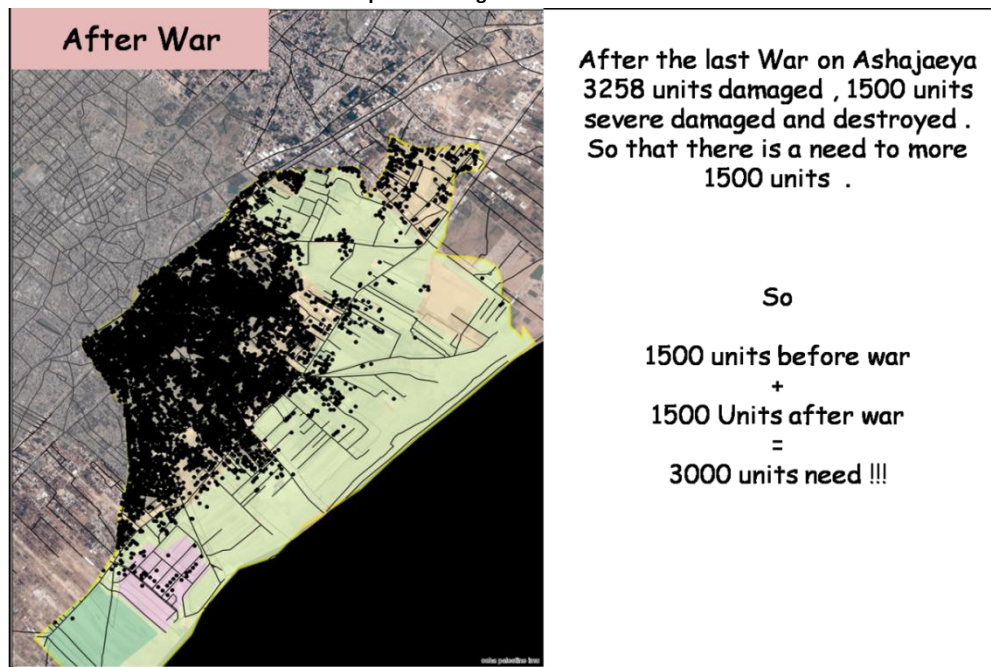 After War
After the last War on Ashajaeya
3258 units damaged , 1500 units
severe damaged and destroyed .
So that there is a need to more
1500 units .
So
1500 units before war
+
1500 Units after war
=
3000 units need !!!